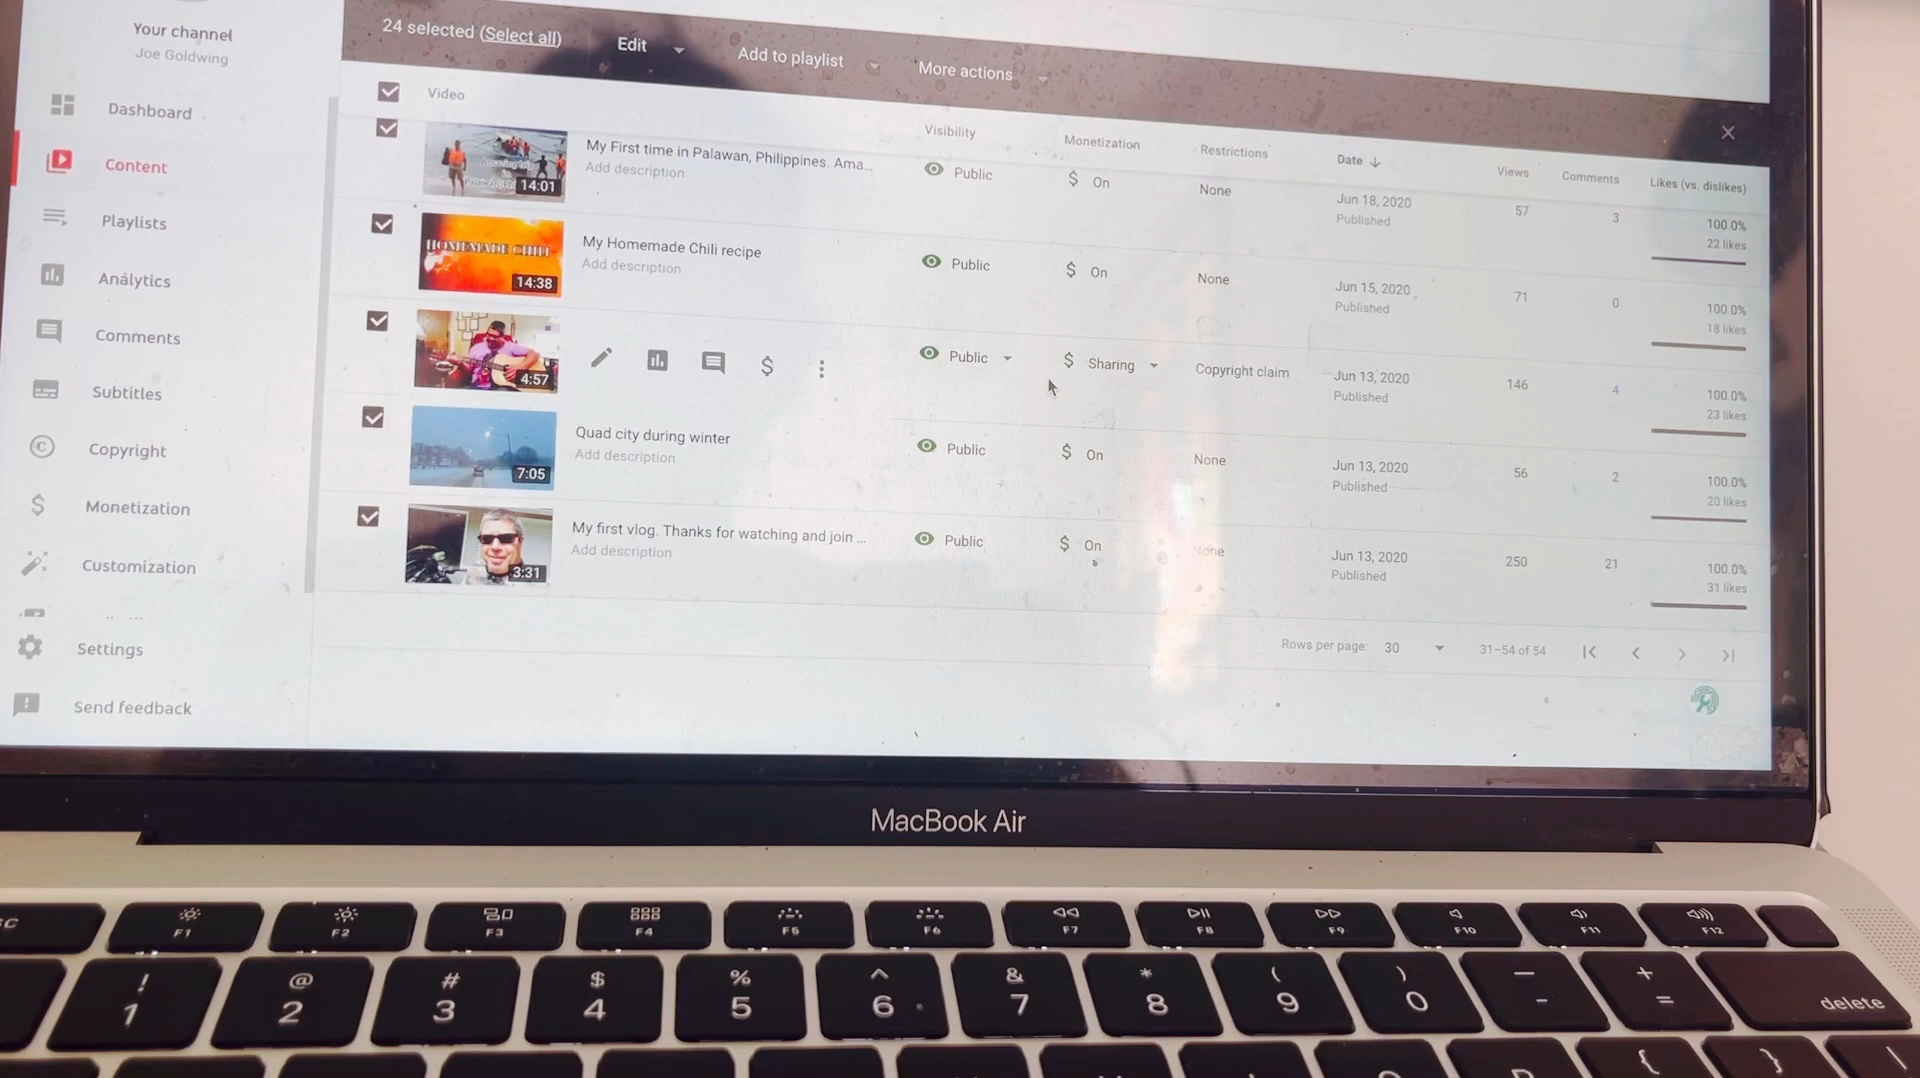 Your channel
Joe Goldwing
Dashboard
Content
Playlists
Analytics
Comments
Subtitles
Copyright
Monetization
Customization
Settings
Send feedback
24 selected (Select all)
Edit
Add to playlist
More actions
Video
Visibility
Monetization
Restrictions
Date
Views
Comments
Likes (vs. dislikes)
14:01
My First time in Palawan, Philippines. Ama...
Add description
Public
On
None
Jun 18, 2020
Published
57
3
100.0%
22 likes
HOMEMADE CHILI
14:38
My Homemade Chili recipe
Add description
Public
On
None
Jun 15, 2020
Published
71
0
100.0%
18 likes
4:57
Public
Sharing
Copyright claim
Jun 13, 2020
Published
146
4
100.0%
23 likes
7:05
Quad city during winter
Add description
Public
On
None
Jun 13, 2020
Published
56
2
100.0%
20 likes
3:31
My first vlog. Thanks for watching and join ...
Add description
Public
On
None
Jun 13, 2020
Published
250
21
100.0%
31 likes
Rows per page: 30
31–54 of 54
MacBook Air
F1 F2 F3 F4 F5 F6 F7 F8 F9 F10 F11 F12
! @ # $ % ^ & * ( ) — +
1 2 3 4 5 6 7 8 9 0 - = delete
{ } |